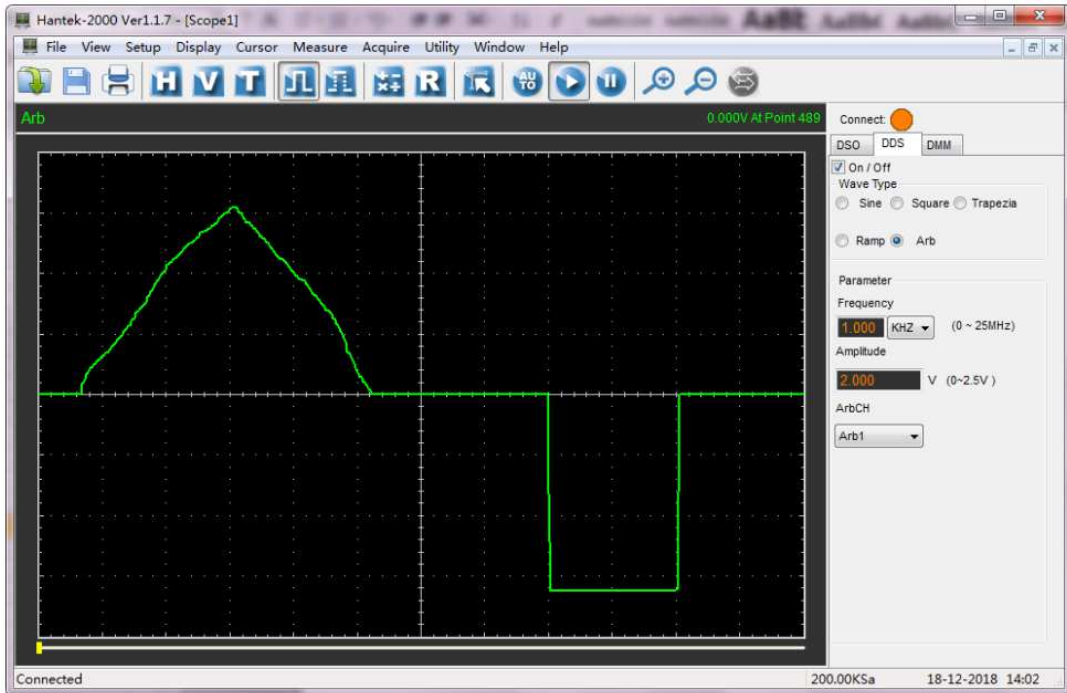 Hantek-2000 Ver1.1.7 - [Scope1]
File View Setup Display Cursor Measure Acquire Utility Window Help
H V T R AUTO
Arb 0.000V At Point 489
Connect:
DSO DDS DMM
On / Off
Wave Type
Sine Square Trapezia
Ramp Arb
Parameter
Frequency
1.000 KHZ (0 ~ 25MHz)
Amplitude
2.000 V (0~2.5V )
ArbCH
Arb1
Connected 200.00KSa 18-12-2018 14:02